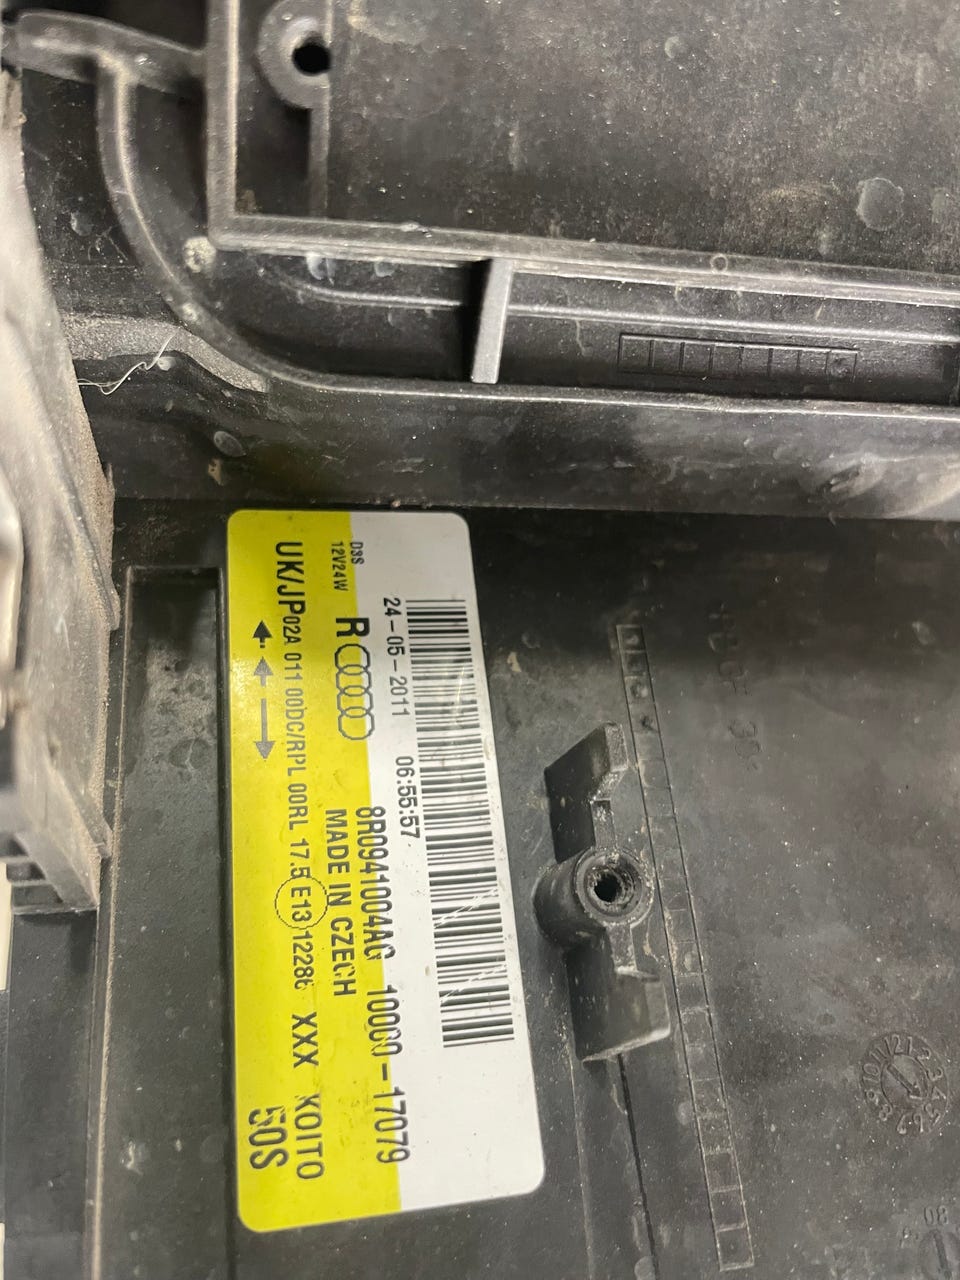 24-05-2011 06:55:57
8R0941004AG 10000-17079
D3S
12V24W
R
MADE IN CZECH
UK/JP 02A 011 00DC/RPL 00RL 17.5 E13 12286 XXX KOITO
50S